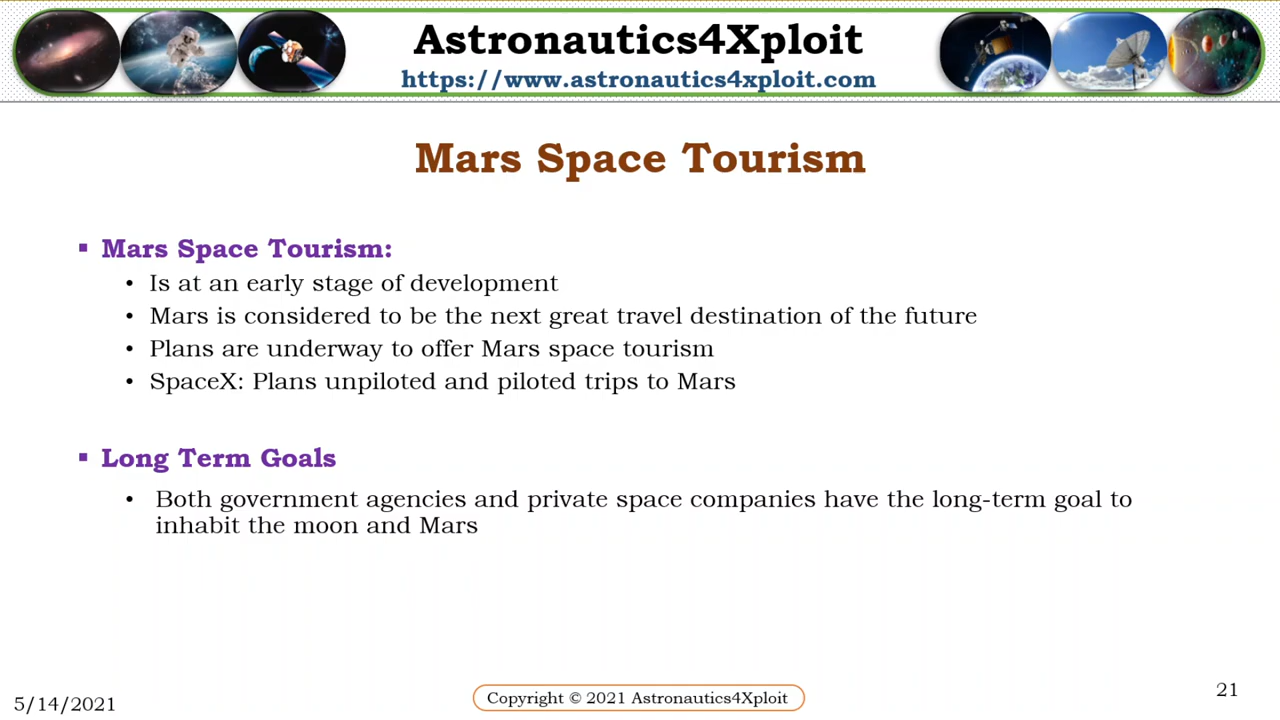 Astronautics4Xploit
https://www.astronautics4xploit.com
Mars Space Tourism
▪ Mars Space Tourism:
• Is at an early stage of development
• Mars is considered to be the next great travel destination of the future
• Plans are underway to offer Mars space tourism
• SpaceX: Plans unpiloted and piloted trips to Mars
▪ Long Term Goals
• Both government agencies and private space companies have the long-term goal to
inhabit the moon and Mars
5/14/2021
Copyright © 2021 Astronautics4Xploit
21